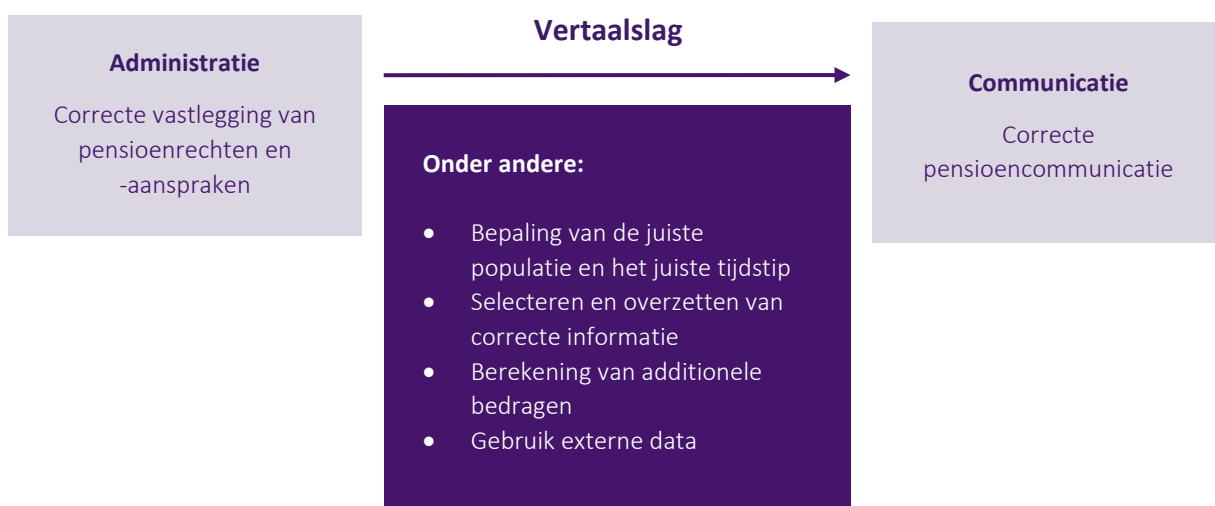 Administratie
Correcte vastlegging van
pensioenrechten en
-aanspraken
Vertaalslag
Onder andere:
• Bepaling van de juiste
populatie en het juiste tijdstip
• Selecteren en overzetten van
correcte informatie
• Berekening van additionele
bedragen
• Gebruik externe data
Communicatie
Correcte
pensioencommunicatie